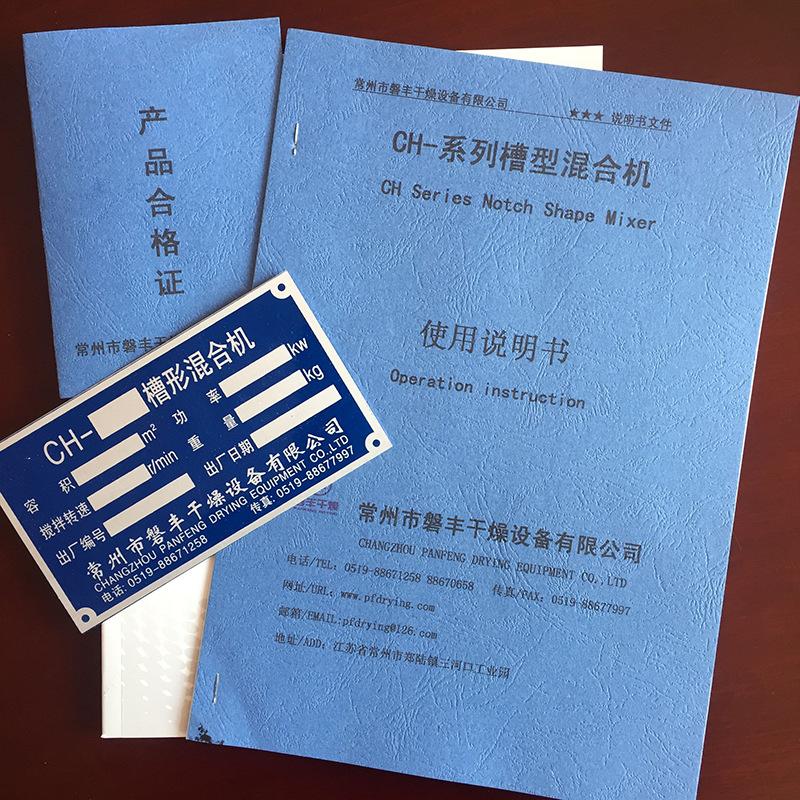 产品合格证
常州市磐丰干
常州市磐丰干燥设备有限公司
★★★ 说明书文件
CH-系列槽型混合机
CH Series Notch Shape Mixer
使用说明书
Operation instruction
常州市磐丰干燥设备有限公司
CHANGZHOU PANFENG DRYING EQUIPMENT CO.,LTD
电话/TEL: 0519-88671258 88670658 传真/FAX: 0519-88677997
网址/URL: www.pfdrying.com
邮箱/EMAIL:pfdrying@126.com
地址/ADD: 江苏省常州市郑陆镇三河口工业园
CH- 槽形混合机
容积 m² 功率 kw
搅拌转速 r/min 重量 kg
出厂编号 出厂日期
常州市磐丰干燥设备有限公司
CHANGZHOU PANFENG DRYING EQUIPMENT CO.,LTD
电话: 0519-88671258 传真: 0519-88677997